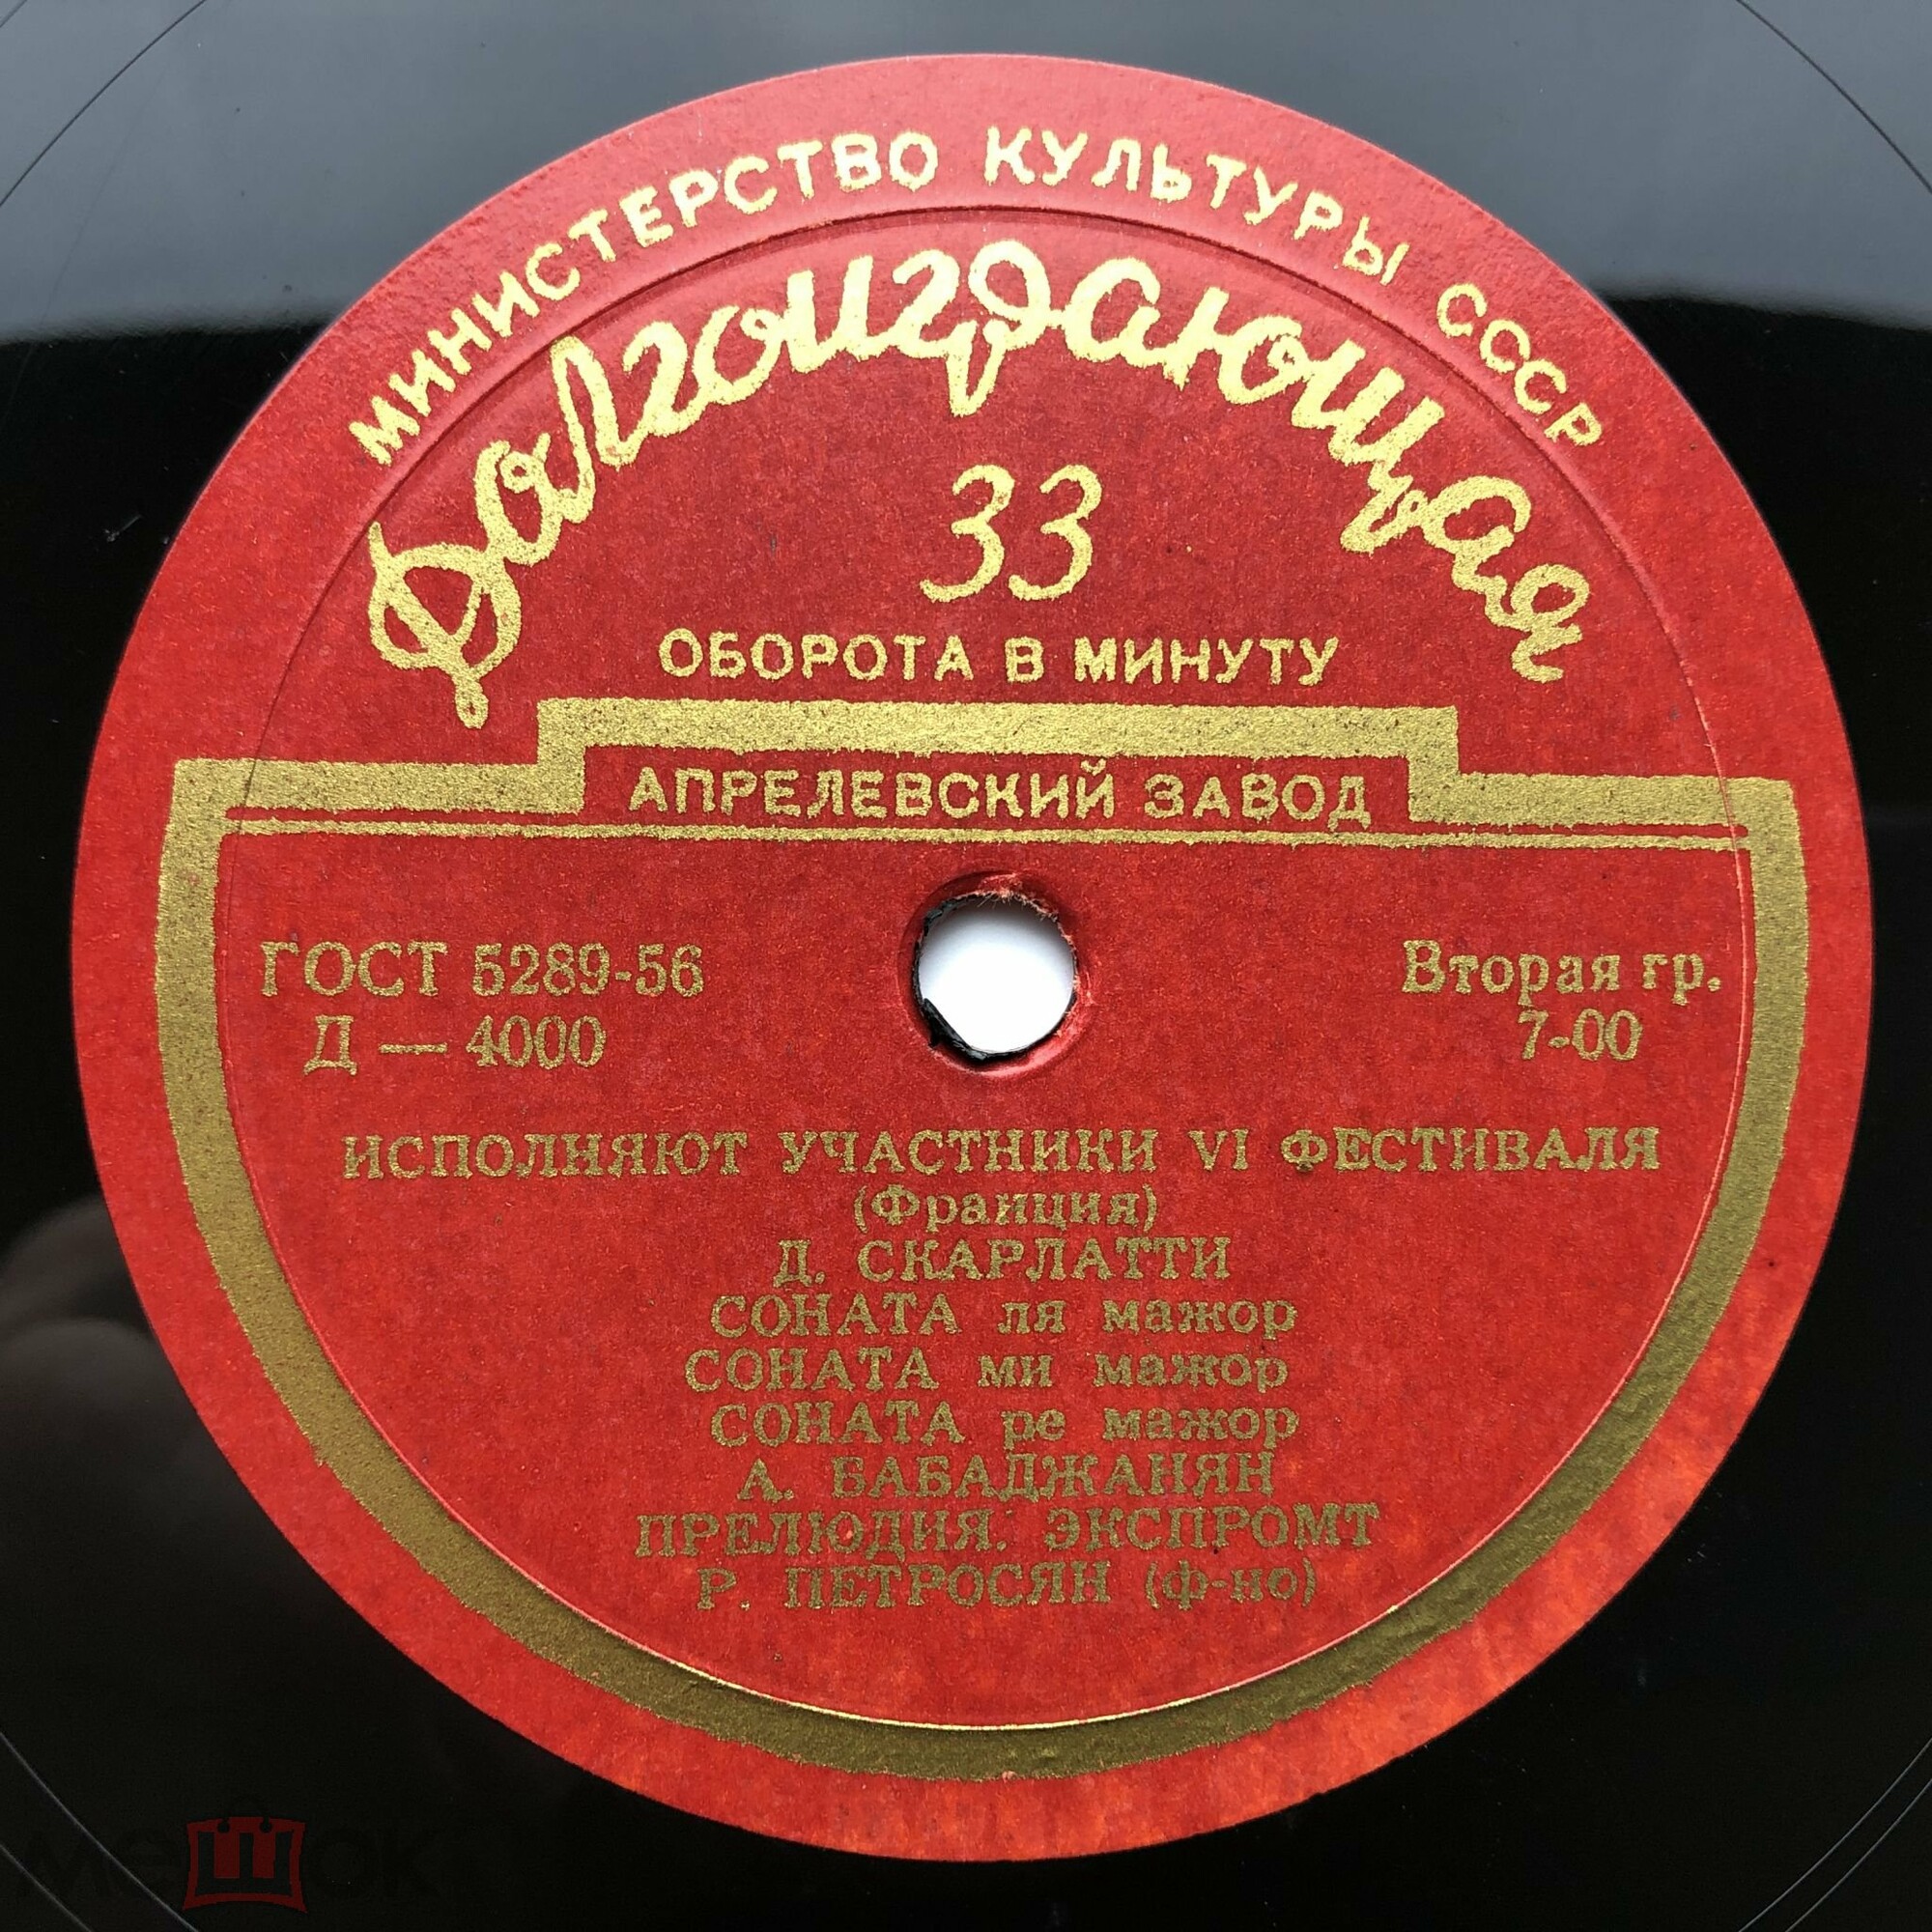 МИНИСТЕРСТВО КУЛЬТУРЫ СССР
Долгоиграющая
33
ОБОРОТА В МИНУТУ
АПРЕЛЕВСКИЙ ЗАВОД
ГОСТ 5289-56
Вторая гр.
Д — 4000
7-00
ИСПОЛНЯЮТ УЧАСТНИКИ VI ФЕСТИВАЛЯ
(Франция)
Д. СКАРЛАТТИ
СОНАТА ля мажор
СОНАТА ми мажор
СОНАТА ре мажор
А. БАБАДЖАНЯН
ПРЕЛЮДИЯ. ЭКСПРОМТ
Р. ПЕТРОСЯН (ф-но)
мешок